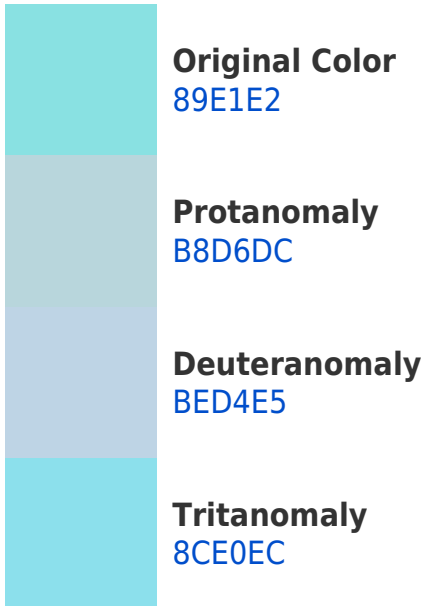 Original Color
89E1E2
Protanomaly
B8D6DC
Deuteranomaly
BED4E5
Tritanomaly
8CE0EC